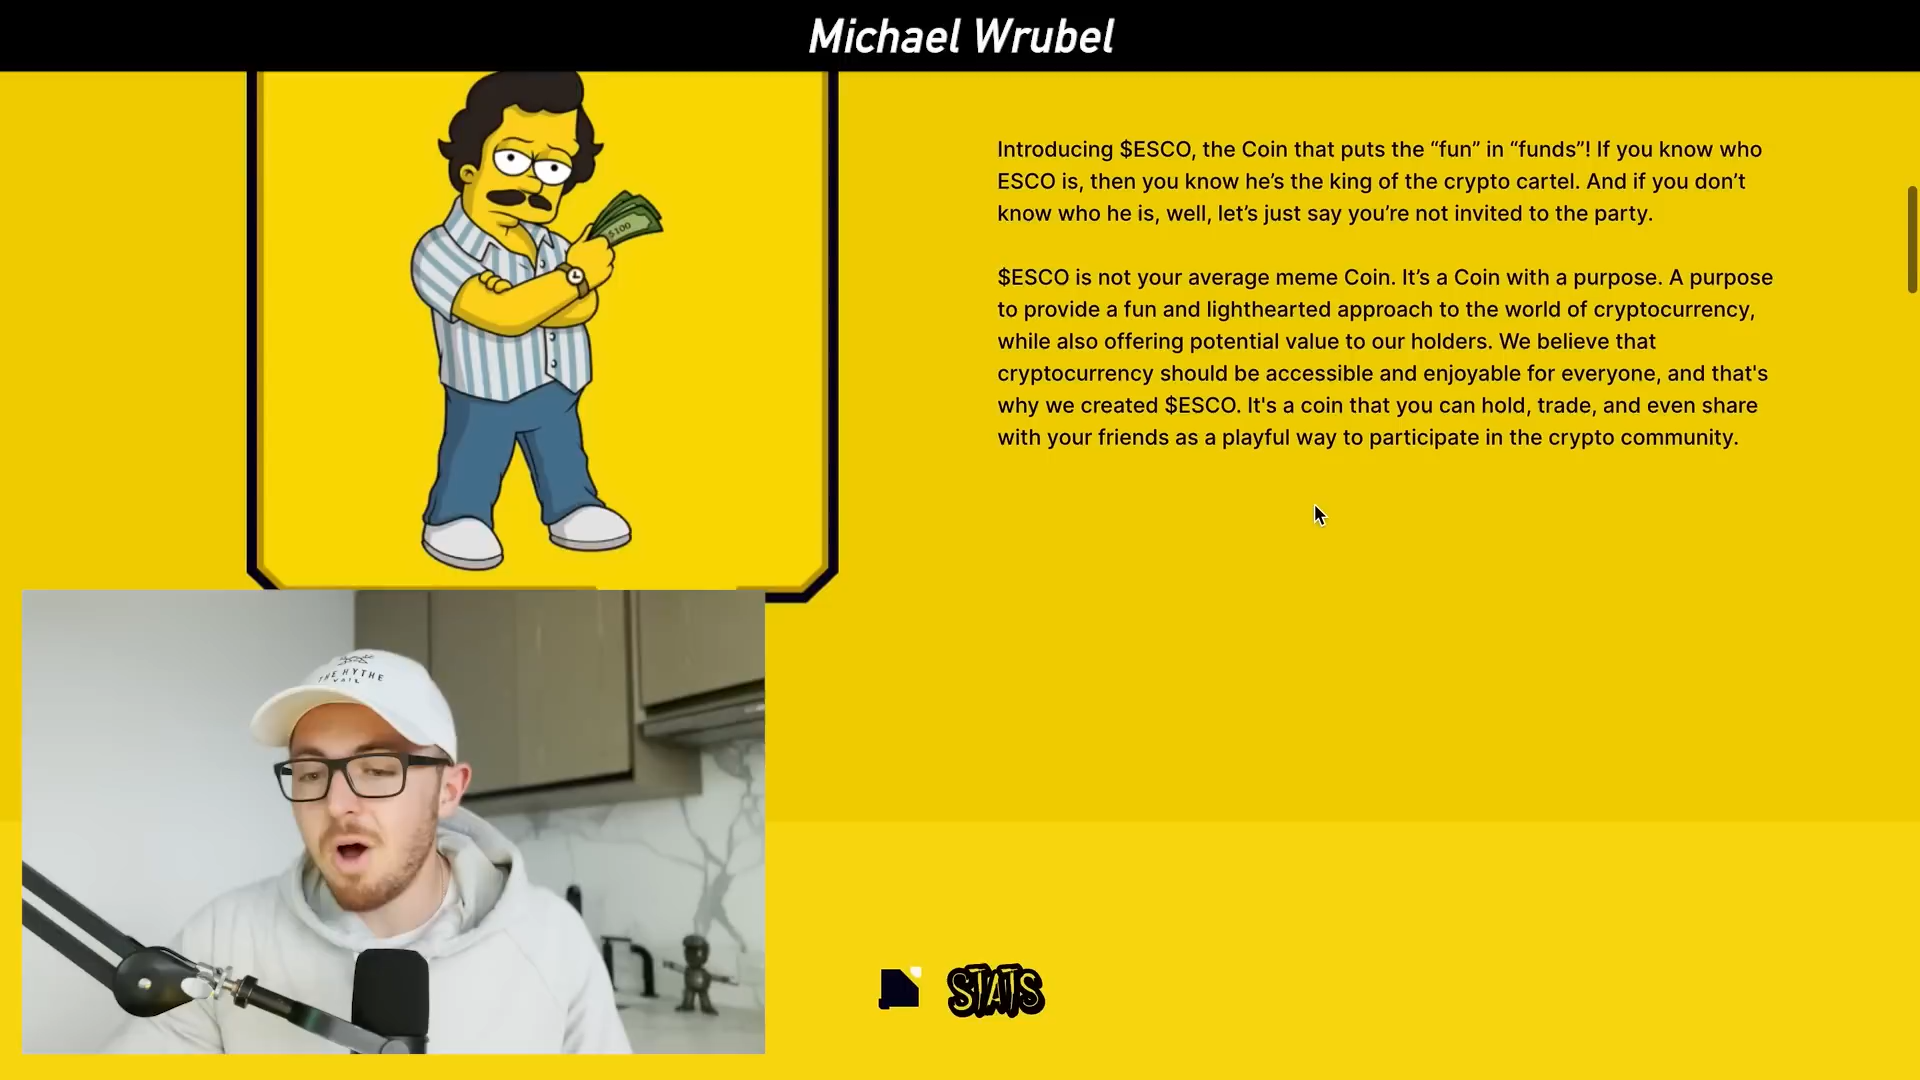 Michael Wrubel
Introducing $ESCO, the Coin that puts the “fun” in “funds”! If you know who
ESCO is, then you know he’s the king of the crypto cartel. And if you don’t
know who he is, well, let’s just say you’re not invited to the party.
$ESCO is not your average meme Coin. It’s a Coin with a purpose. A purpose
to provide a fun and lighthearted approach to the world of cryptocurrency,
while also offering potential value to our holders. We believe that
cryptocurrency should be accessible and enjoyable for everyone, and that's
why we created $ESCO. It's a coin that you can hold, trade, and even share
with your friends as a playful way to participate in the crypto community.
$100
THE HYTHE
VAIL
STATS